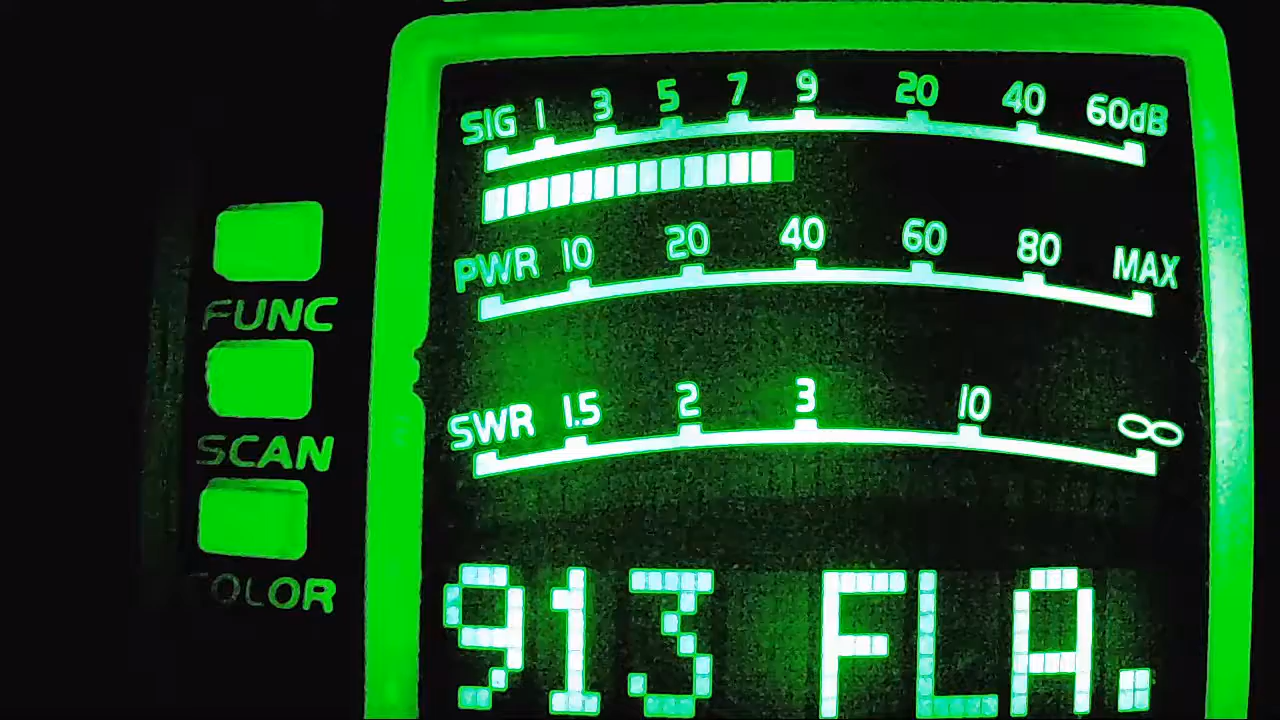 SIG 1 3 5 7 9 20 40 60dB
PWR 10 20 40 60 80 MAX
SWR 1.5 2 3 10 ∞
913 FLA.
FUNC
SCAN
COLOR